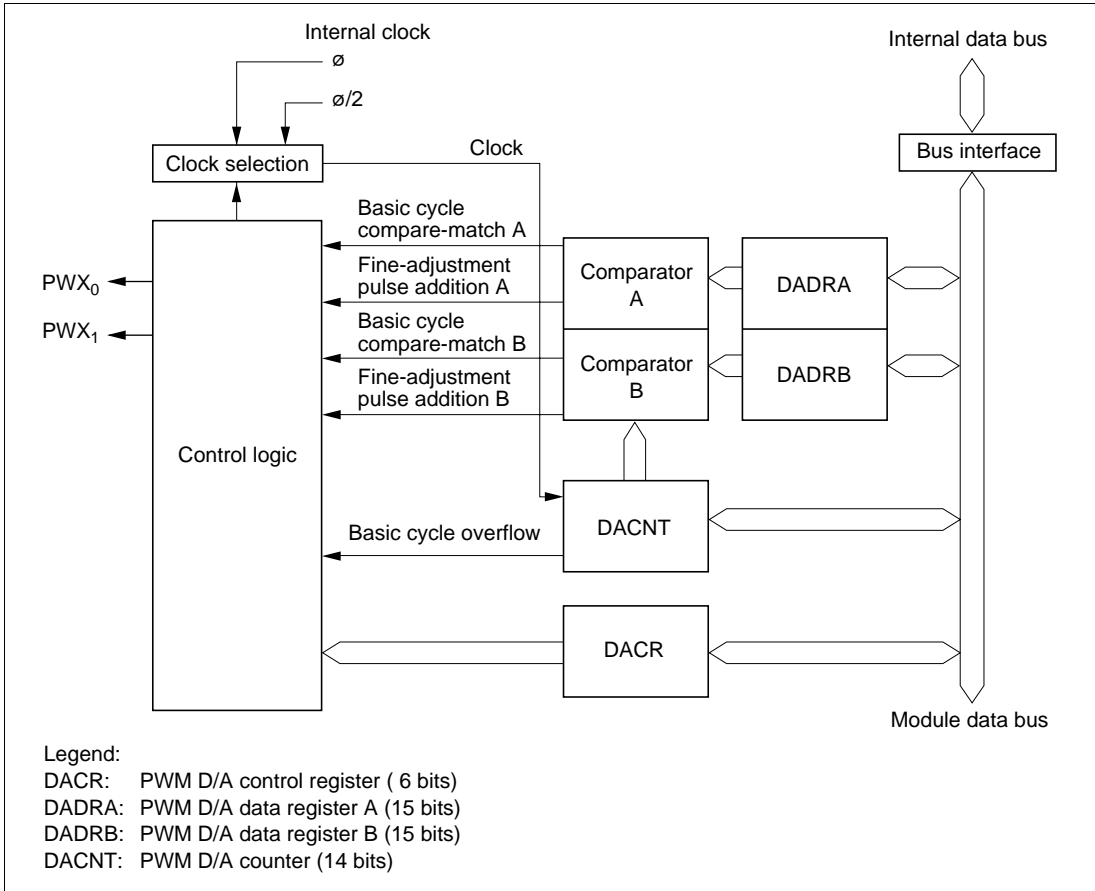 Internal clock
ø
ø/2
Internal data bus
Clock selection
Clock
Bus interface
Basic cycle
compare-match A
Fine-adjustment
pulse addition A
Basic cycle
compare-match B
Fine-adjustment
pulse addition B
PWX0
PWX1
Comparator
A
DADRA
Comparator
B
DADRB
Control logic
Basic cycle overflow
DACNT
DACR
Module data bus
Legend:
DACR: PWM D/A control register ( 6 bits)
DADRA: PWM D/A data register A (15 bits)
DADRB: PWM D/A data register B (15 bits)
DACNT: PWM D/A counter (14 bits)